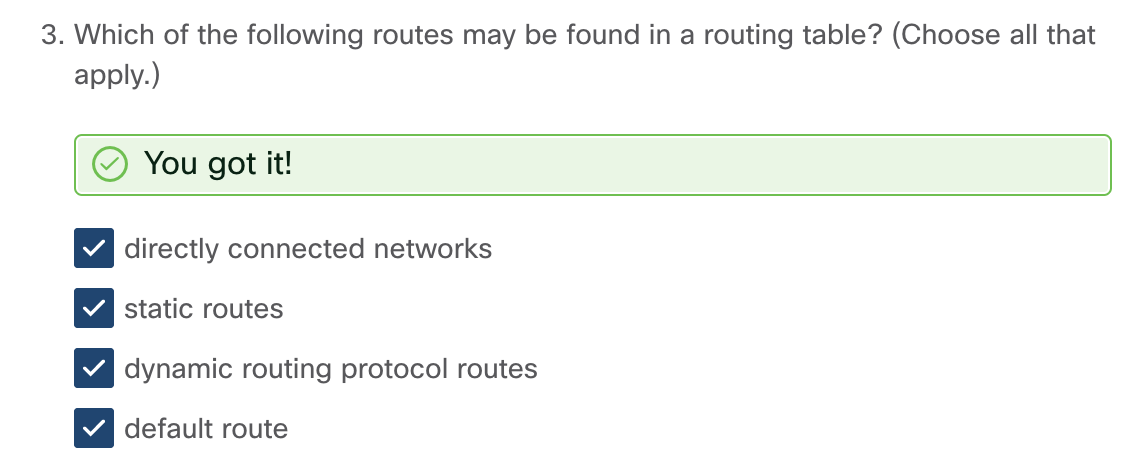 3. Which of the following routes may be found in a routing table? (Choose all that
apply.)
You got it!
directly connected networks
static routes
dynamic routing protocol routes
default route